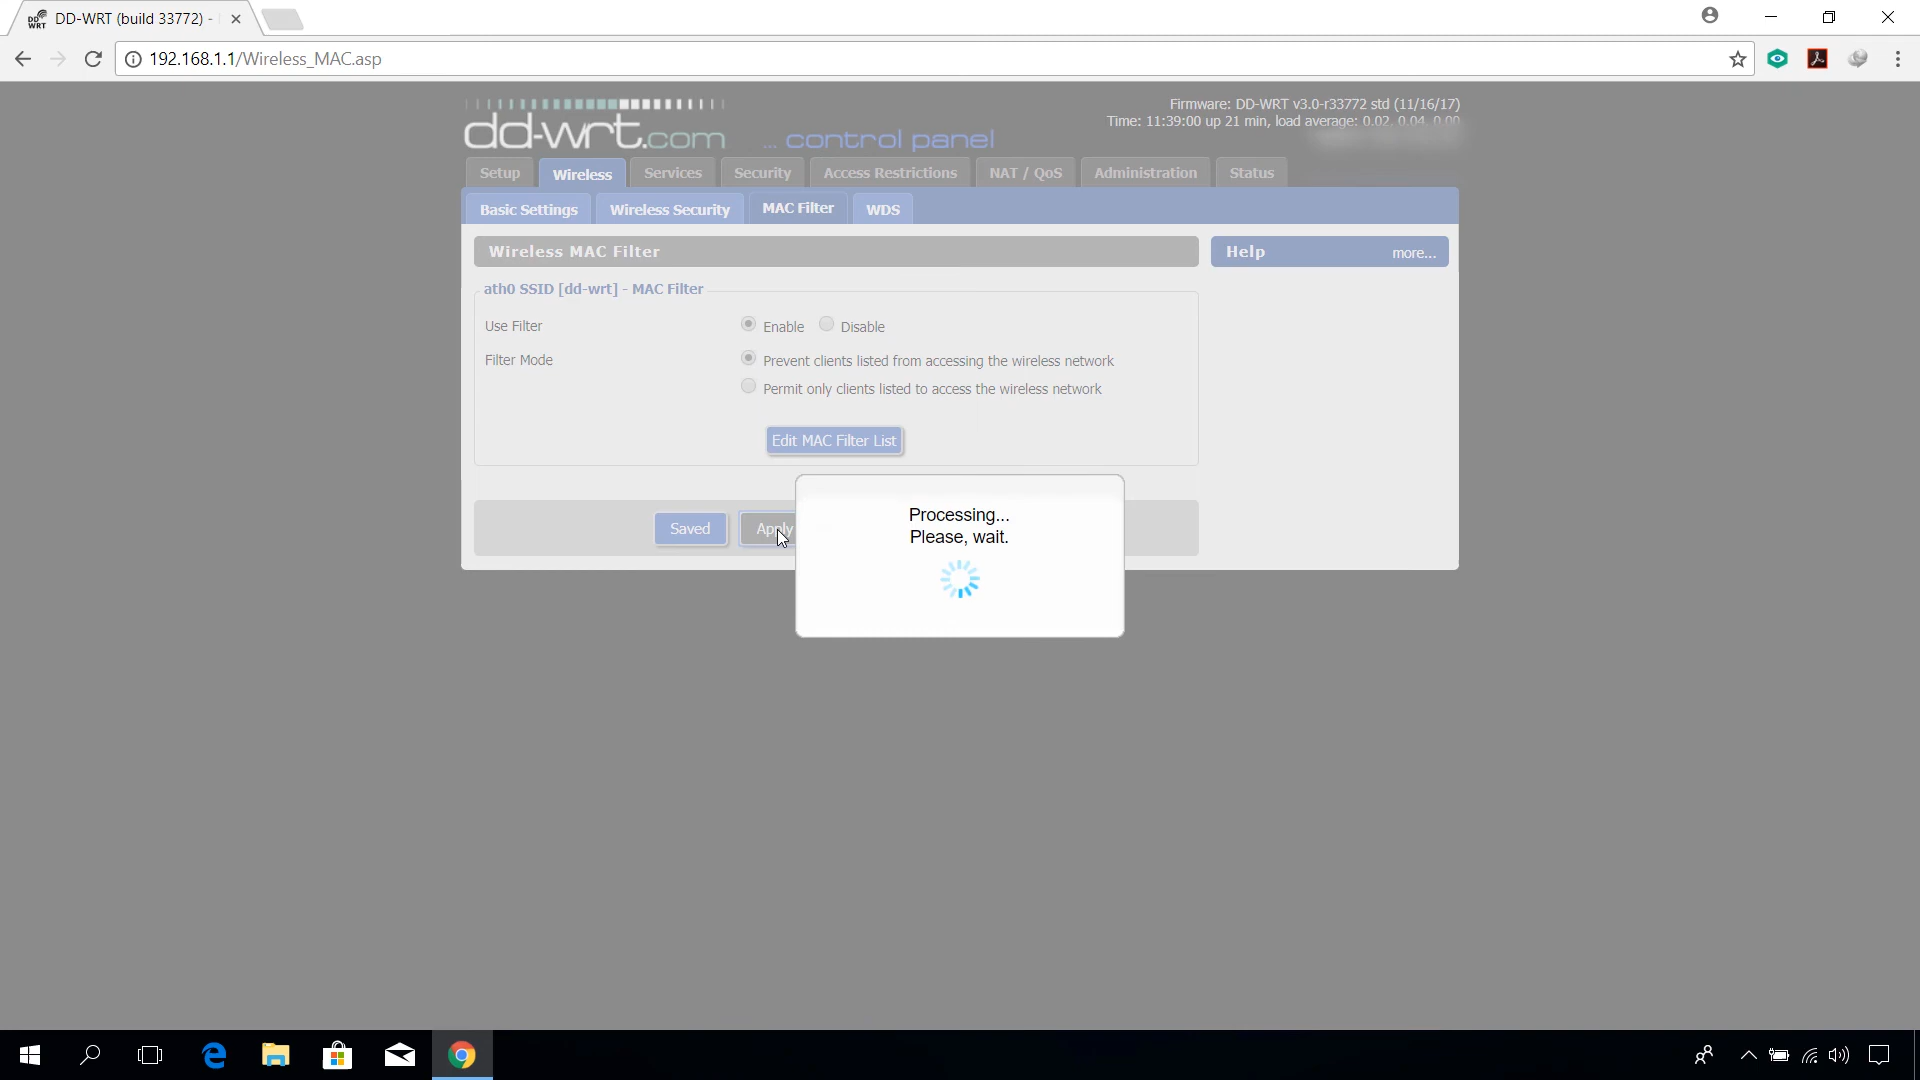 DD-WRT (build 33772) -
192.168.1.1/Wireless_MAC.asp
dd-wrt.com ... control panel
Firmware: DD-WRT v3.0-r33772 std (11/16/17)
Time: 11:39:00 up 21 min, load average: 0.02, 0.04, 0.00
Setup Wireless Services Security Access Restrictions NAT / QoS Administration Status
Basic Settings Wireless Security MAC Filter WDS
Wireless MAC Filter
Help more...
ath0 SSID [dd-wrt] - MAC Filter
Use Filter Enable Disable
Filter Mode Prevent clients listed from accessing the wireless network
Permit only clients listed to access the wireless network
Edit MAC Filter List
Saved Apply
Processing...
Please, wait.